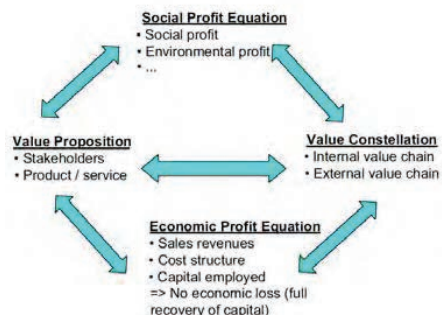 Social Profit Equation
• Social profit
• Environmental profit
• ...
Value Proposition
• Stakeholders
• Product / service
Value Constellation
• Internal value chain
• External value chain
Economic Profit Equation
• Sales revenues
• Cost structure
• Capital employed
=> No economic loss (full
recovery of capital)